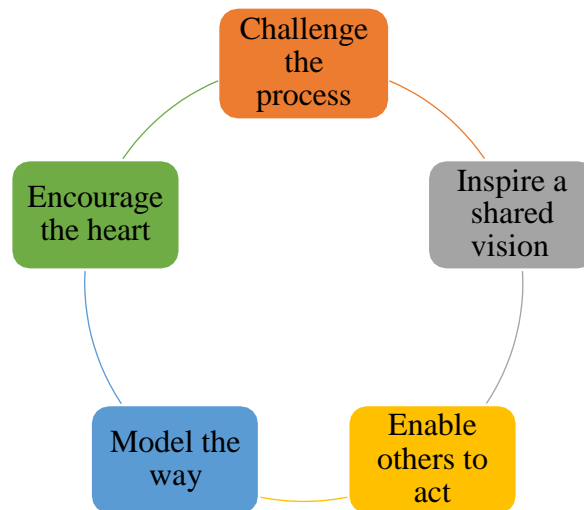 Challenge
the
process
Inspire a
shared
vision
Enable
others to
act
Model the
way
Encourage
the heart